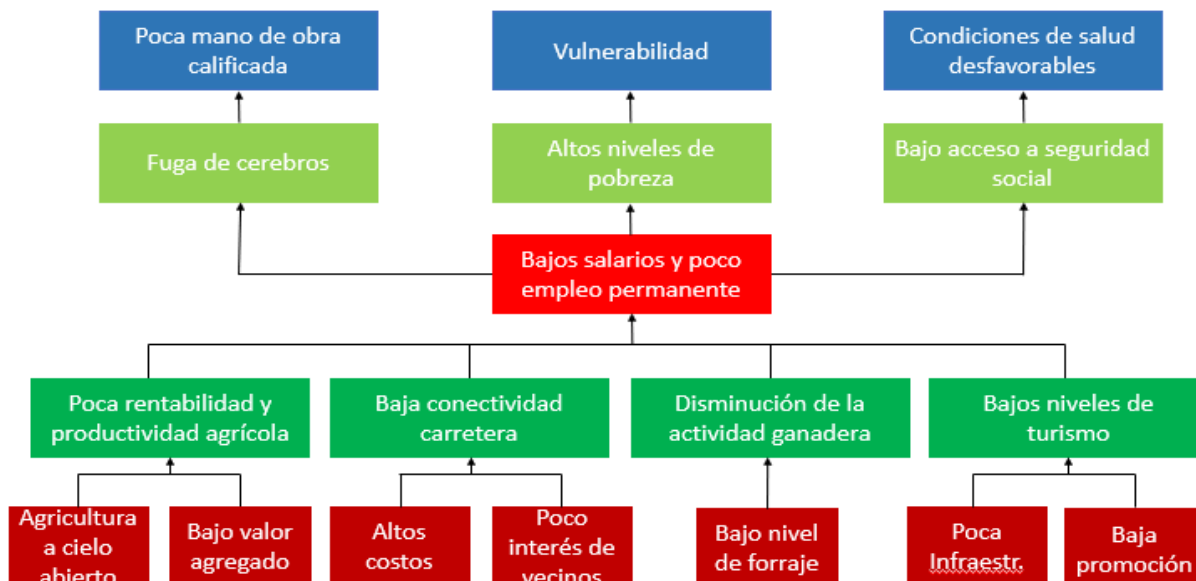 Poca mano de obra
calificada
Vulnerabilidad
Condiciones de salud
desfavorables
Fuga de cerebros
Altos niveles de
pobreza
Bajo acceso a seguridad
social
Bajos salarios y poco
empleo permanente
Poca rentabilidad y
productividad agrícola
Baja conectividad
carretera
Disminución de la
actividad ganadera
Bajos niveles de
turismo
Agricultura
a cielo
abierto
Bajo valor
agregado
Altos
costos
Poco
interés de
vecinos
Bajo nivel
de forraje
Poca
Infraestr.
Baja
promoción